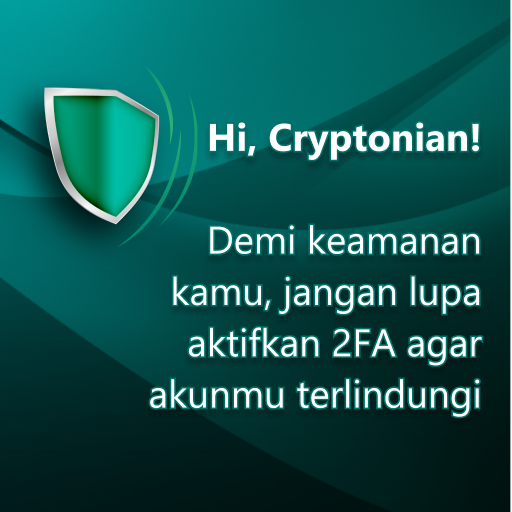 Hi, Cryptonian!
Demi keamanan
kamu, jangan lupa
aktifkan 2FA agar
akunmu terlindungi